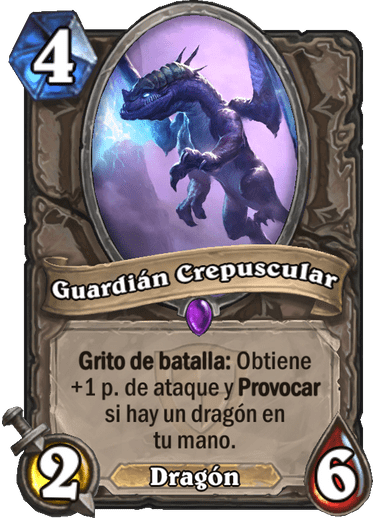 4
Guardián Crepuscular
Grito de batalla: Obtiene
+1 p. de ataque y Provocar
si hay un dragón en
tu mano.
2
Dragón
6